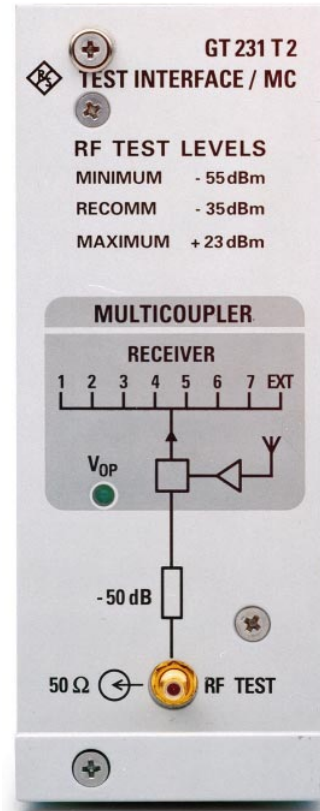 GT 231 T2
R&S
TEST INTERFACE / MC
RF TEST LEVELS
MINIMUM - 55 dBm
RECOMM - 35 dBm
MAXIMUM + 23 dBm
MULTICOUPLER
RECEIVER
1 2 3 4 5 6 7 EXT
VOP
- 50 dB
50 Ω RF TEST